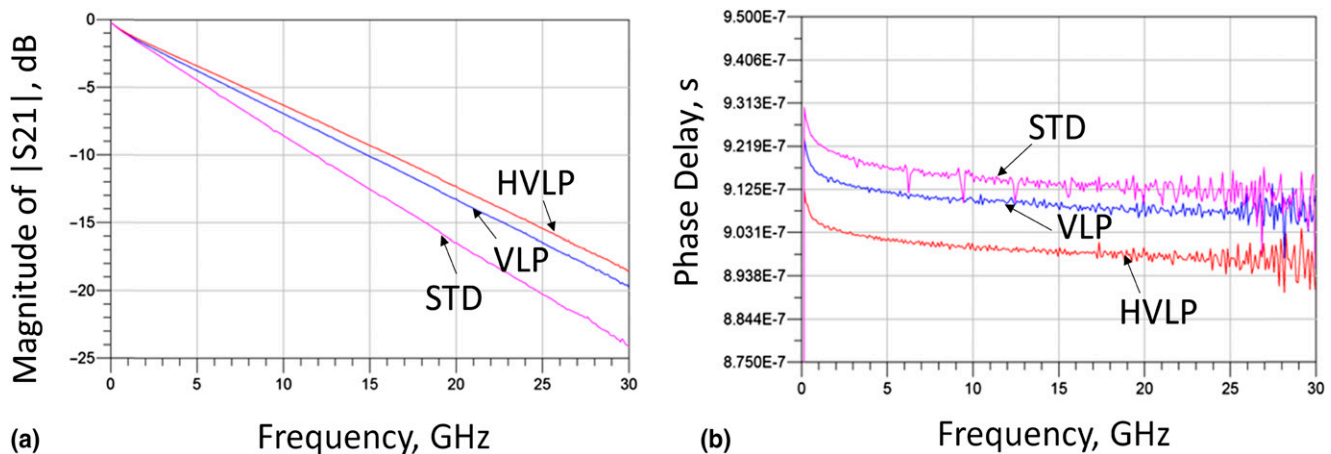 Magnitude of |S21|, dB
0
−5
−10
−15
−20
−25
HVLP
VLP
STD
0 5 10 15 20 25 30
Frequency, GHz
(a)
Phase Delay, s
9.500E-7
9.406E-7
9.313E-7
9.219E-7
9.125E-7
9.031E-7
8.938E-7
8.844E-7
8.750E-7
STD
VLP
HVLP
0 5 10 15 20 25 30
Frequency, GHz
(b)